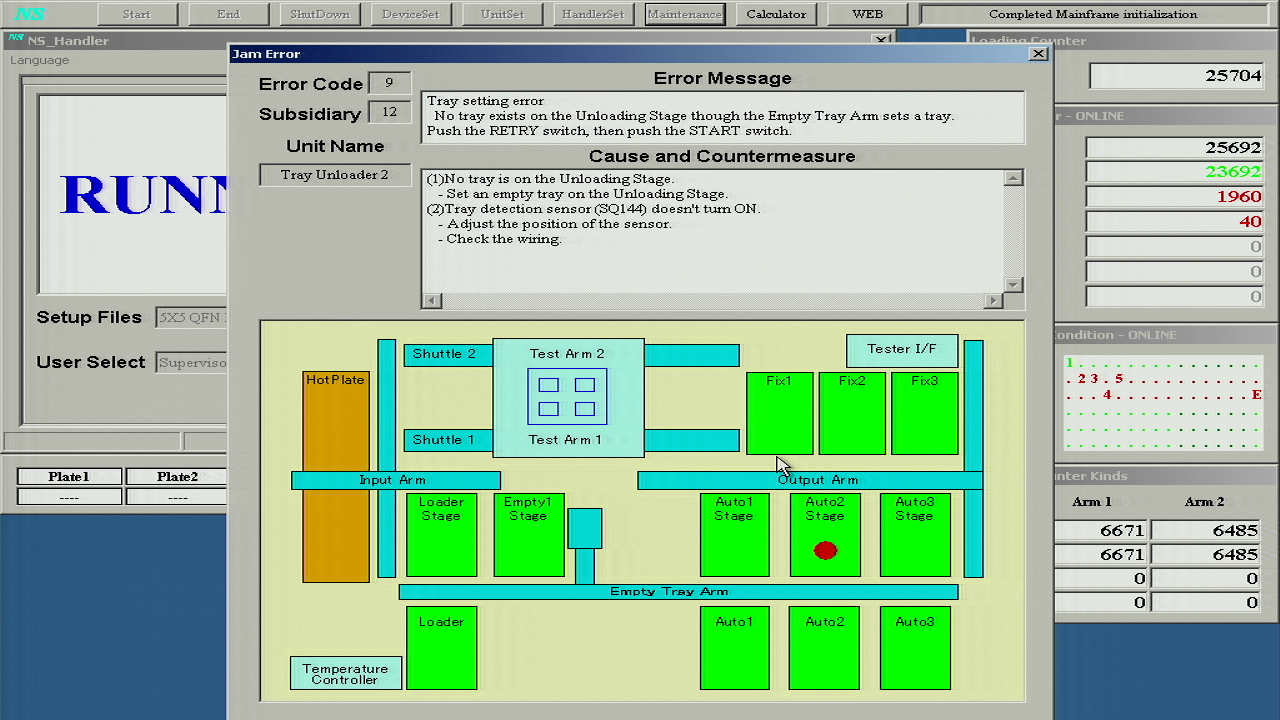 NS
Start
End
ShutDown
DeviceSet
UnitSet
HandlerSet
Maintenance
Calculator
WEB
Completed Mainframe initialization
NS NS_Handler
Language
RUNN
Setup Files
5X5 QFN
User Select
Superviso
Plate1 Plate2
---- ----
Jam Error
Error Code 9
Subsidiary 12
Unit Name
Tray Unloader 2
Error Message
Tray setting error
No tray exists on the Unloading Stage though the Empty Tray Arm sets a tray.
Push the RETRY switch, then push the START switch.
Cause and Countermeasure
(1)No tray is in the Unloading Stage.
- Set an empty tray on the Unloading Stage.
(2)Tray detection sensor (SQ144) doesn't turn ON.
- Adjust the position of the sensor.
- Check the wiring.
Shuttle 2
Test Arm 2
Tester I/F
HotPlate
Fix1
Fix2
Fix3
Shuttle 1
Test Arm 1
Input Arm
Output Arm
Loader
Stage
Empty1
Stage
Auto1
Stage
Auto2
Stage
Auto3
Stage
Empty Tray Arm
Loader
Auto1
Auto2
Auto3
Temperature
Controller
Loading Counter
25704
r - ONLINE
25692
23692
1960
40
0
0
0
ondition - ONLINE
1 . . . . . . . . . . . . . . .
. 2 3 . 5 . . . . . . . . . . .
. . . 4 . . . . . . . . . . . E
nter Kinds
Arm 1 Arm 2
6671 6485
6671 6485
0 0
0 0